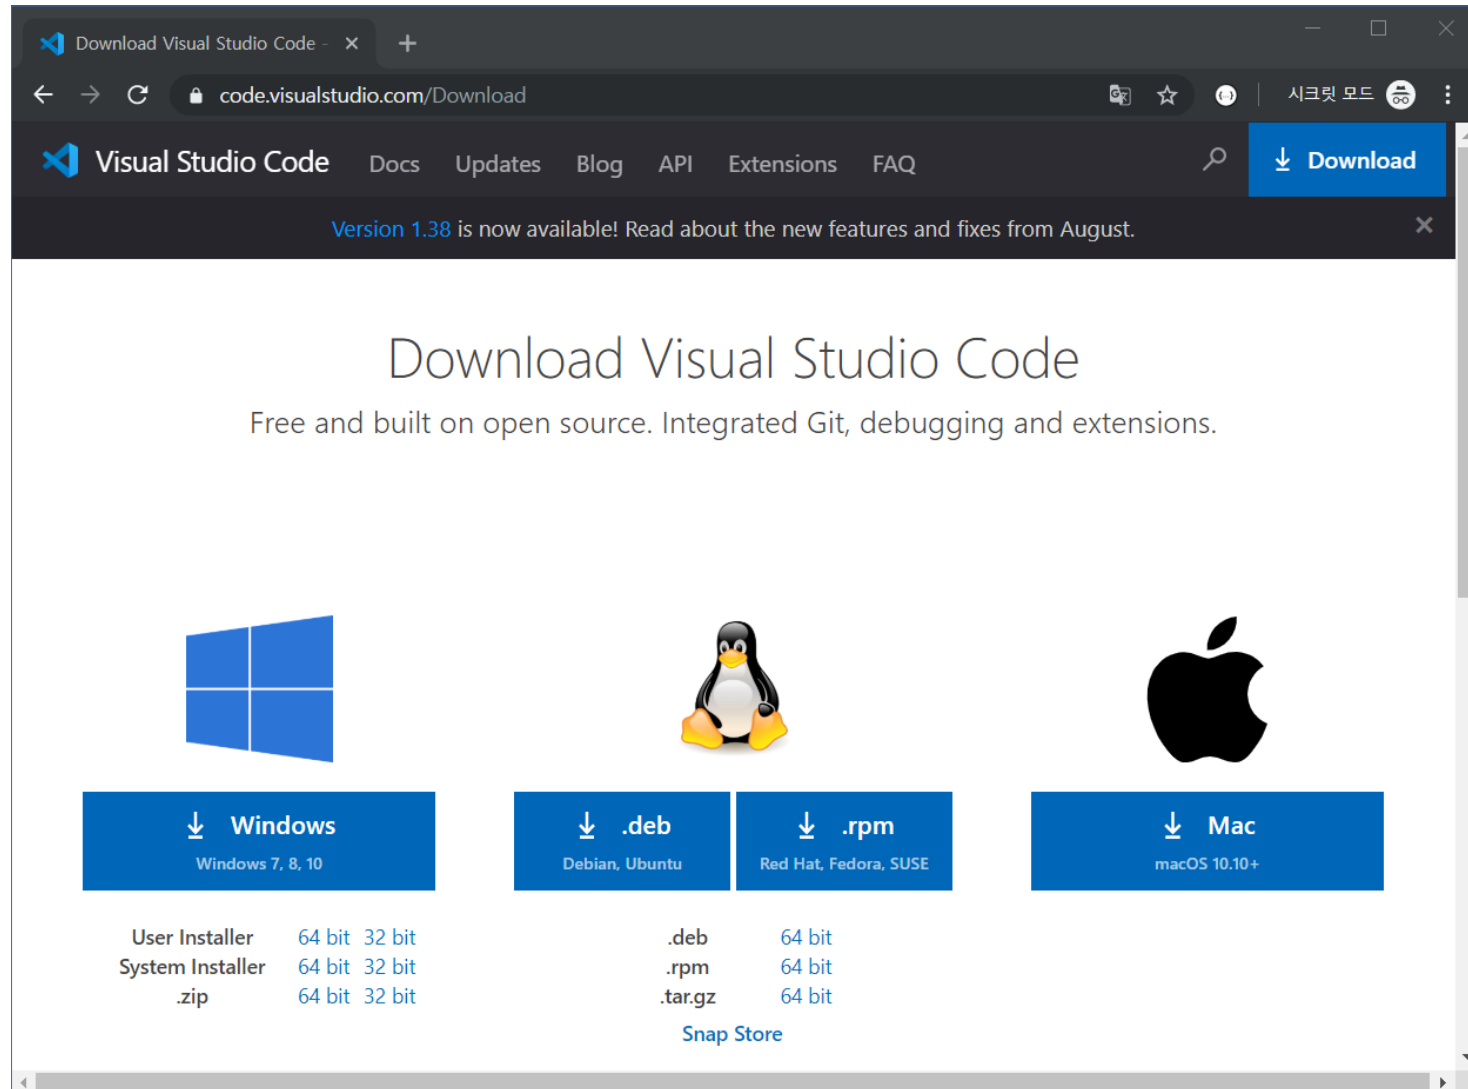 Download Visual Studio Code -
code.visualstudio.com/Download
시크릿 모드
Visual Studio Code Docs Updates Blog API Extensions FAQ Download
Version 1.38 is now available! Read about the new features and fixes from August.
Download Visual Studio Code
Free and built on open source. Integrated Git, debugging and extensions.
Windows
Windows 7, 8, 10
.deb
Debian, Ubuntu
.rpm
Red Hat, Fedora, SUSE
Mac
macOS 10.10+
User Installer 64 bit 32 bit
System Installer 64 bit 32 bit
.zip 64 bit 32 bit
.deb 64 bit
.rpm 64 bit
.tar.gz 64 bit
Snap Store